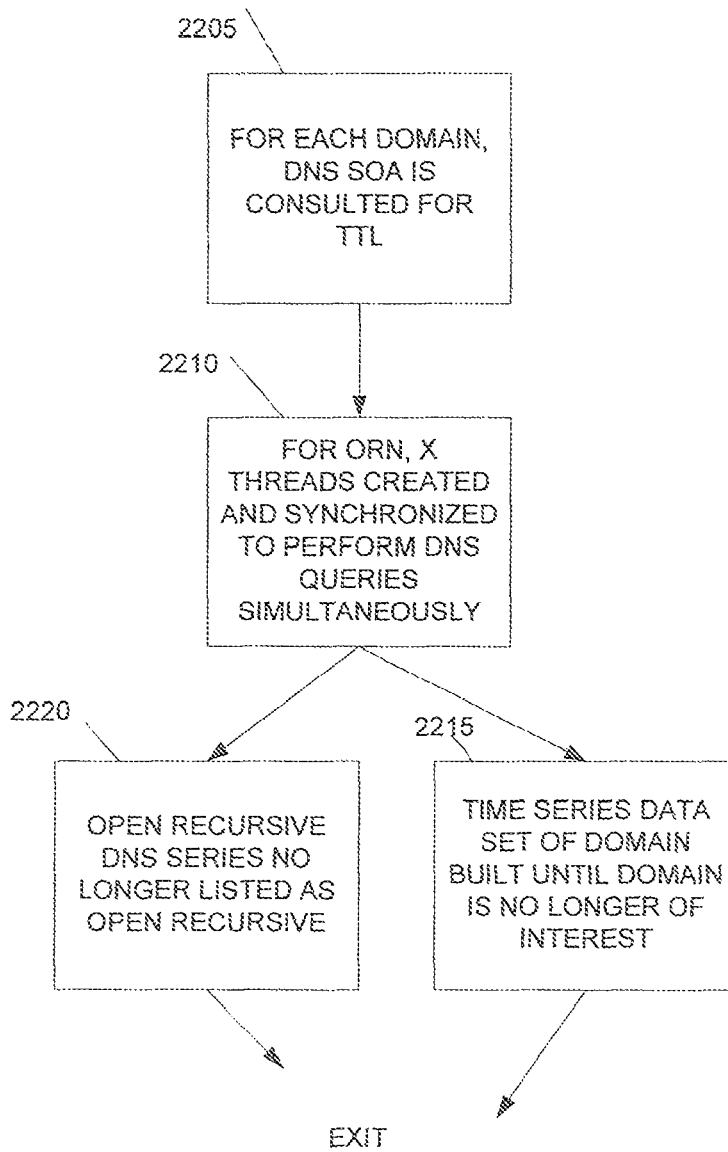 2205
FOR EACH DOMAIN,
DNS SOA IS
CONSULTED FOR
TTL
2210
FOR ORN, X
THREADS CREATED
AND SYNCHRONIZED
TO PERFORM DNS
QUERIES
SIMULTANEOUSLY
2220
OPEN RECURSIVE
DNS SERIES NO
LONGER LISTED AS
OPEN RECURSIVE
2215
TIME SERIES DATA
SET OF DOMAIN
BUILT UNTIL DOMAIN
IS NO LONGER OF
INTEREST
EXIT